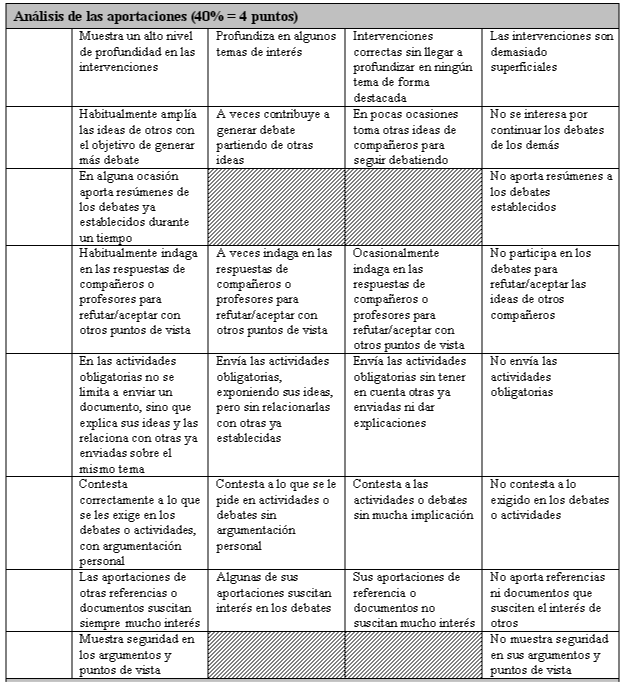 Análisis de las aportaciones (40% = 4 puntos)
Muestra un alto nivel
de profundidad en las
intervenciones
Profundiza en algunos
temas de interés
Intervenciones
correctas sin llegar a
profundizar en ningún
tema de forma
destacada
Las intervenciones son
demasiado
superficiales
Habitualmente amplía
las ideas de otros con
el objetivo de generar
más debate
A veces contribuye a
generar debate
partiendo de otras
ideas
En pocas ocasiones
toma otras ideas de
compañeros para
seguir debatiendo
No se interesa por
continuar los debates
de los demás
En alguna ocasión
aporta resúmenes de
los debates ya
establecidos durante
un tiempo
No aporta resúmenes a
los debates
establecidos
Habitualmente indaga
en las respuestas de
compañeros o
profesores para
refutar/aceptar con
otros puntos de vista
A veces indaga en las
respuestas de
compañeros o
profesores para
refutar/aceptar con
otros puntos de vista
Ocasionalmente
indaga en las
respuestas de
compañeros o
profesores para
refutar/aceptar con
otros puntos de vista
No participa en los
debates para
refutar/aceptar las
ideas de otros
compañeros
En las actividades
obligatorias no se
limita a enviar un
documento, sino que
explica sus ideas y las
relaciona con otras ya
enviadas sobre el
mismo tema
Envía las actividades
obligatorias,
exponiendo sus ideas,
pero sin relacionarlas
con otras ya
establecidas
Envía las actividades
obligatorias sin tener
en cuenta otras ya
enviadas ni dar
explicaciones
No envía las
actividades
obligatorias
Contesta
correctamente a lo que
se les exige en los
debates o actividades,
con argumentación
personal
Contesta a lo que se le
pide en actividades o
debates sin
argumentación
personal
Contesta a las
actividades o debates
sin mucha implicación
No contesta a lo
exigido en los debates
o actividades
Las aportaciones de
otras referencias o
documentos suscitan
siempre mucho interés
Algunas de sus
aportaciones suscitan
interés en los debates
Sus aportaciones de
referencia o
documentos no
suscitan mucho interés
No aporta referencias
ni documentos que
susciten el interés de
otros
Muestra seguridad en
los argumentos y
puntos de vista
No muestra seguridad
en sus argumentos y
puntos de vista